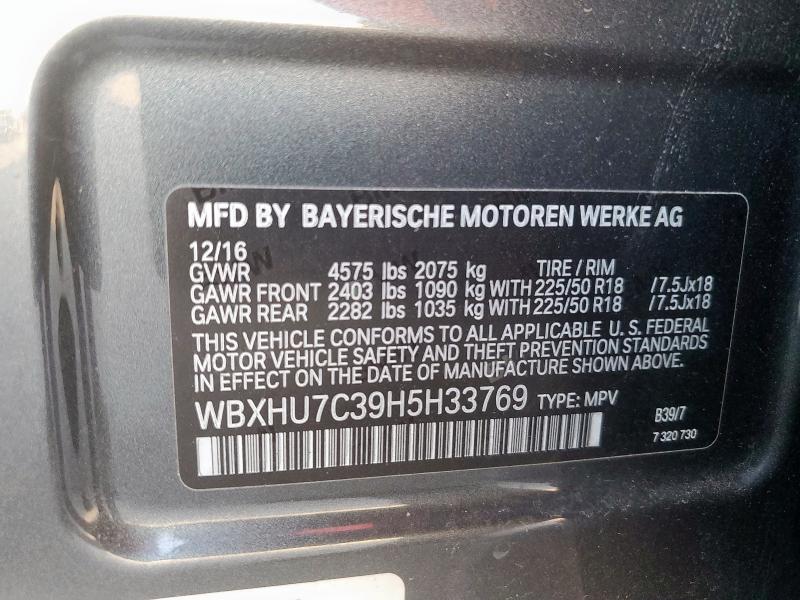 MFD BY BAYERISCHE MOTOREN WERKE AG
12/16
GVWR 4575 lbs 2075 kg TIRE / RIM
GAWR FRONT 2403 lbs 1090 kg WITH 225/50 R18 /7.5Jx18
GAWR REAR 2282 lbs 1035 kg WITH 225/50 R18 /7.5Jx18
THIS VEHICLE CONFORMS TO ALL APPLICABLE U.S. FEDERAL
MOTOR VEHICLE SAFETY AND THEFT PREVENTION STANDARDS
IN EFFECT ON THE DATE OF MANUFACTURE SHOWN ABOVE.
WBXHU7C39H5H33769 TYPE: MPV
B39/7
7 320 730